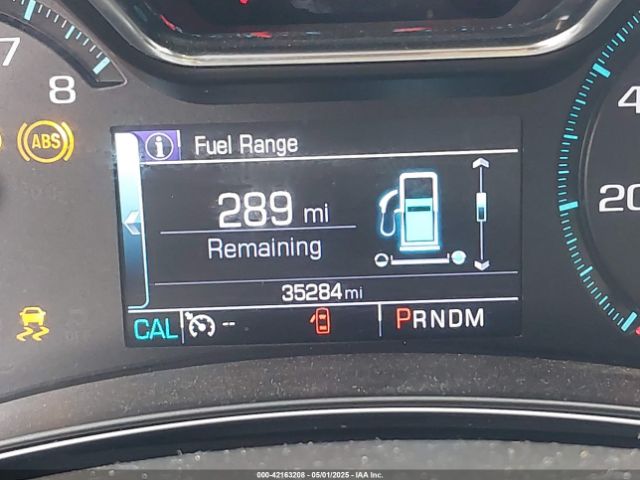 7
8
ABS
i
Fuel Range
289 mi
Remaining
35284 mi
CAL -- PRNDM
4
20
000-42163208 - 05/01/2025 - IAA Inc.